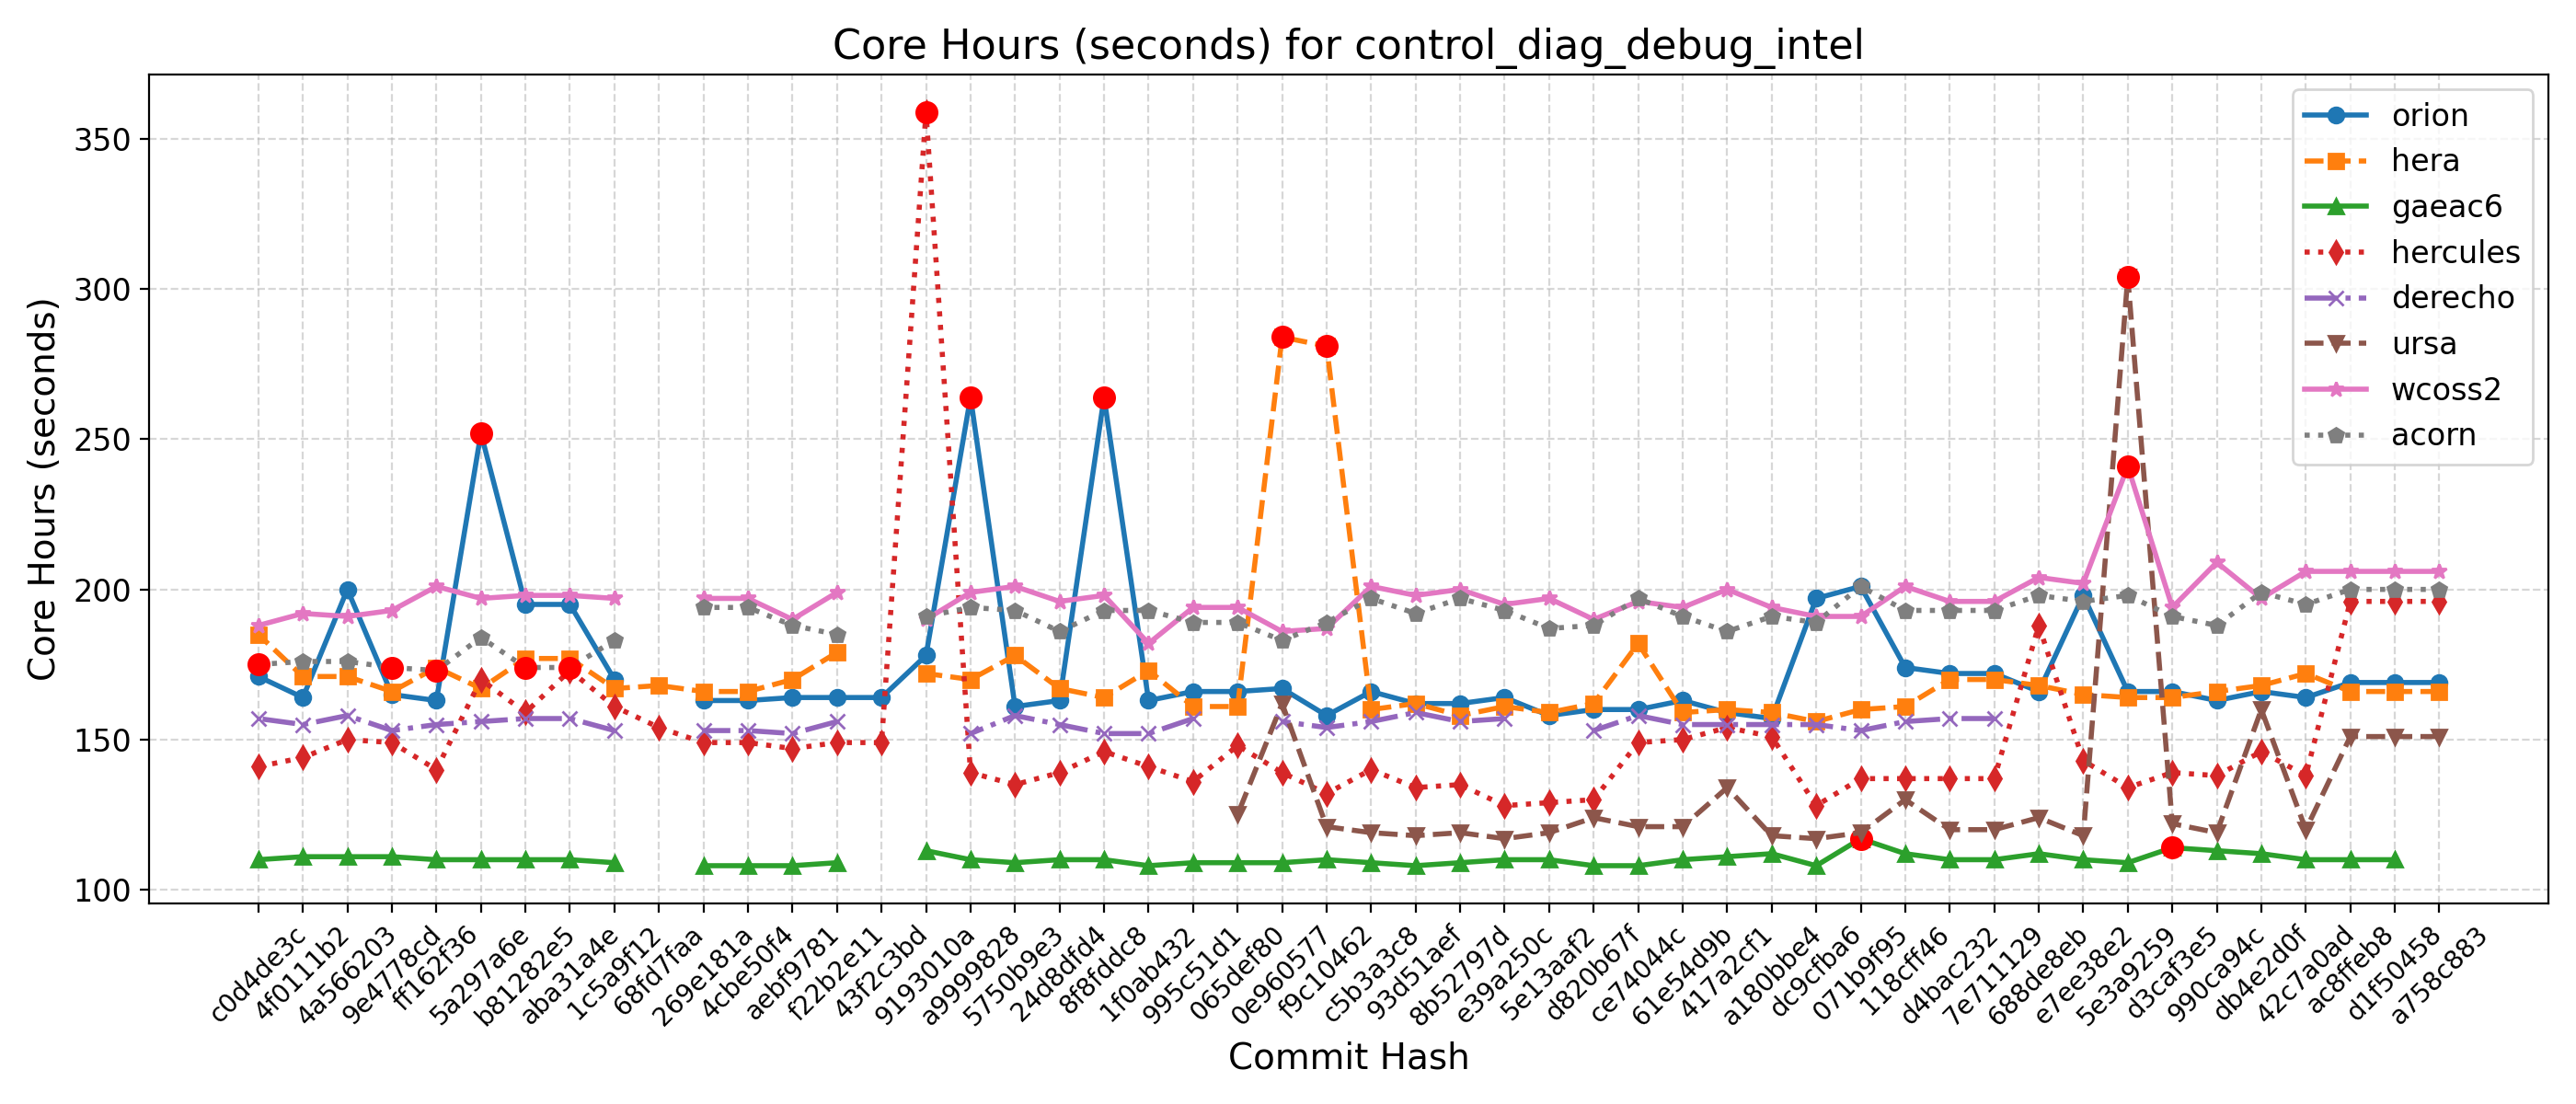 Core Hours (seconds) for control_diag_debug_intel
Core Hours (seconds)
350
300
250
200
150
100
orion
hera
gaeac6
hercules
derecho
ursa
wcoss2
acorn
c0d4de3c
4f0111b2
4a566203
9e4778cd
ff162f36
5a297a6e
b81282e5
aba31a4e
1c5a9f12
68fd7faa
269e181a
4cbe50f4
aebf9781
f22b2e11
43f2c3bd
9193010a
a9999828
5750b9e3
24d8dfd4
8f8fddc8
1f0ab432
995c51d1
065def80
0e960577
f9c10462
c5b3a3c8
93d51aef
8b52797d
e39a250c
5e13aaf2
d820b67f
ce74044c
61e54d9b
417a2cf1
a180bbe4
dc9cfba6
071b9f95
118cff46
d4bac232
7e711129
688de8eb
e7ee38e2
5e3a9259
d3caf3e5
990ca94c
db4e2d0f
42c7a0ad
ac8ffeb8
d1f50458
a758c883
Commit Hash